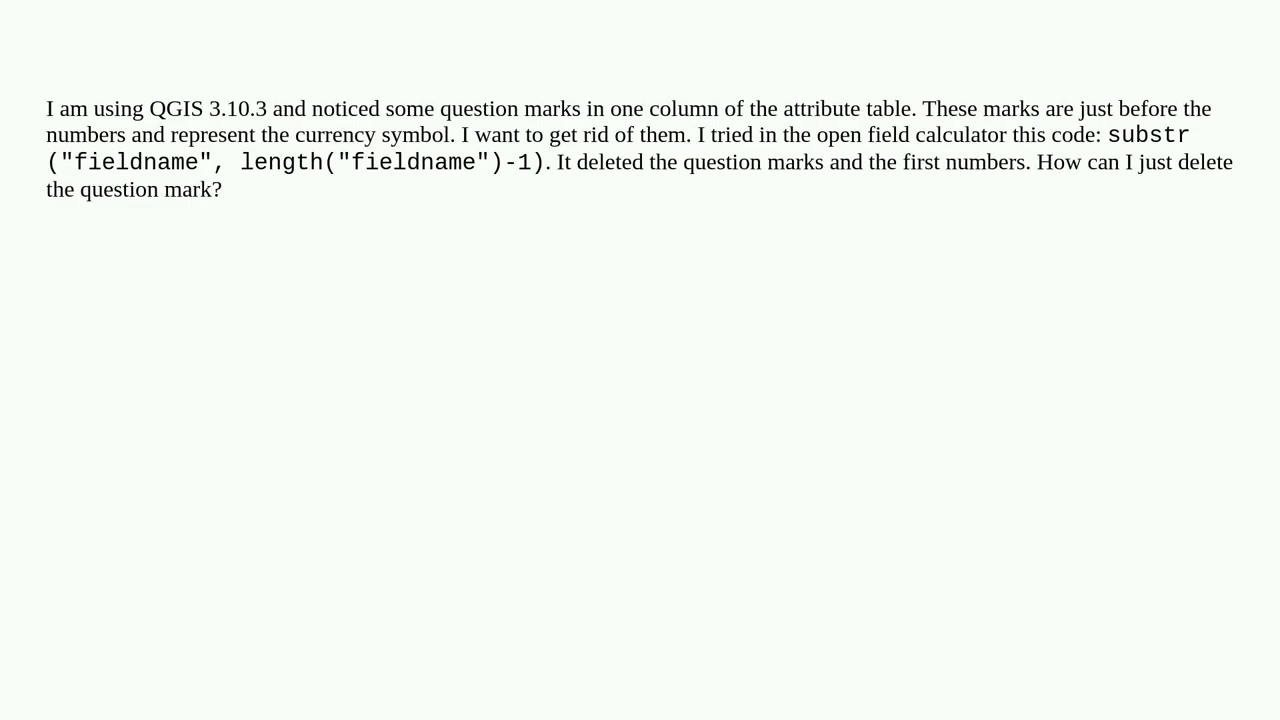 I am using QGIS 3.10.3 and noticed some question marks in one column of the attribute table. These marks are just before the
numbers and represent the currency symbol. I want to get rid of them. I tried in the open field calculator this code: substr
("fieldname", length("fieldname")-1). It deleted the question marks and the first numbers. How can I just delete
the question mark?